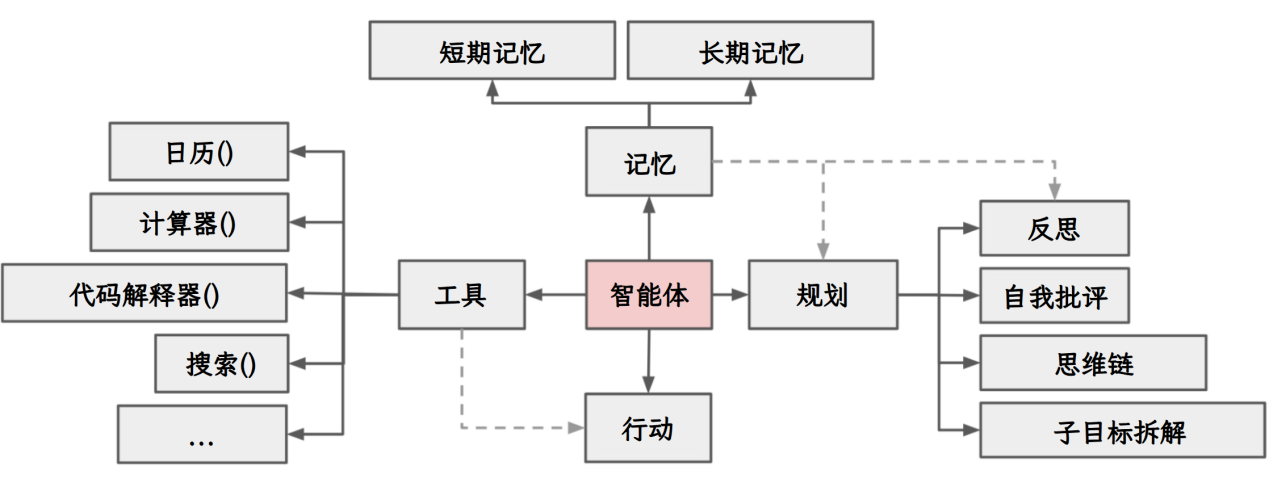 短期记忆
长期记忆
日历()
记忆
计算器()
反思
代码解释器()
工具
智能体
规划
自我批评
搜索()
思维链
...
行动
子目标拆解